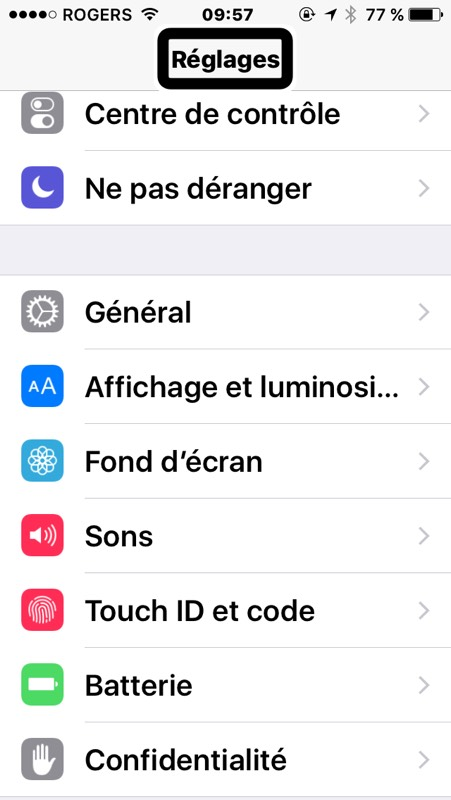 ROGERS 09:57 77 %
Réglages
Centre de contrôle
Ne pas déranger
Général
AA Affichage et luminosi...
Fond d’écran
Sons
Touch ID et code
Batterie
Confidentialité